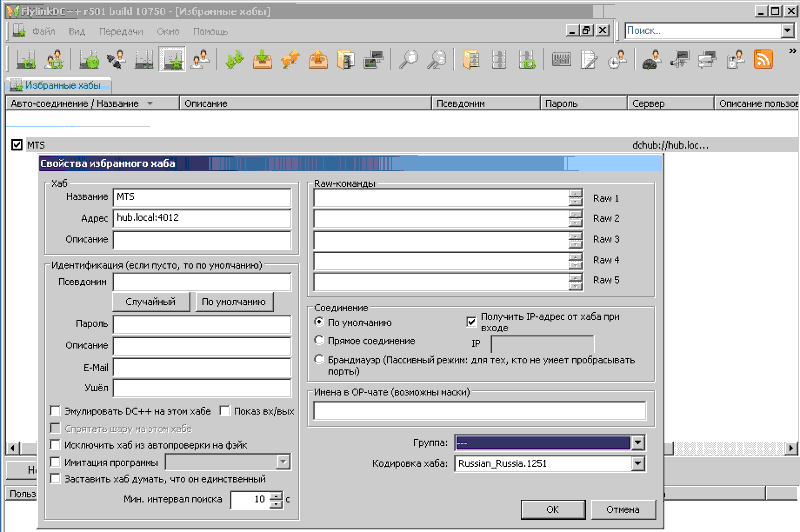 FlylinkDC++ r501 build 10750 - [Избранные хабы]
Файл Вид Передачи Окно Помощь
Поиск...
Избранные хабы
Авто-соединение / Название Описание Псевдоним Пароль Сервер Описание пользов
MTS dchub://hub.loc...
Свойства избранного хаба
Хаб
Название MTS
Адрес hub.local:4012
Описание
Идентификация (если пусто, то по умолчанию)
Псевдоним
Случайный По умолчанию
Пароль
Описание
E-Mail
Ушёл
Эмулировать DC++ на этом хабе Показ вх/вых
Спрятать шару на этом хабе
Исключить хаб из автопроверки на фэйк
Имитация программы
Заставить хаб думать, что он единственный
Мин. интервал поиска 10 с
Raw-команды
Raw 1
Raw 2
Raw 3
Raw 4
Raw 5
Соединение
По умолчанию Получить IP-адрес от хаба при входе
Прямое соединение IP
Брандмауэр (Пассивный режим: для тех, кто не умеет пробрасывать
порты)
Имена в OP-чате (возможны маски)
Группа: ---
Кодировка хаба: Russian_Russia.1251
OK Отмена